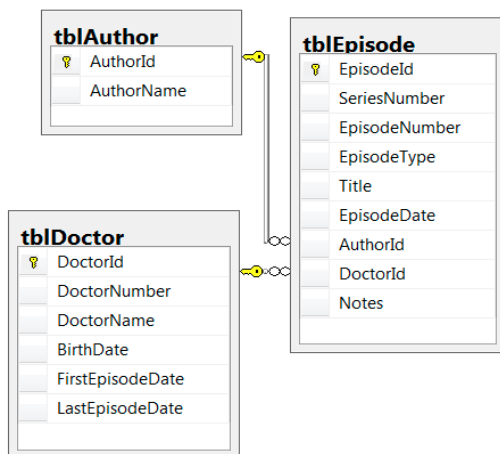 tblAuthor
AuthorId
AuthorName
tblEpisode
EpisodeId
SeriesNumber
EpisodeNumber
EpisodeType
Title
EpisodeDate
AuthorId
DoctorId
Notes
tblDoctor
DoctorId
DoctorNumber
DoctorName
BirthDate
FirstEpisodeDate
LastEpisodeDate